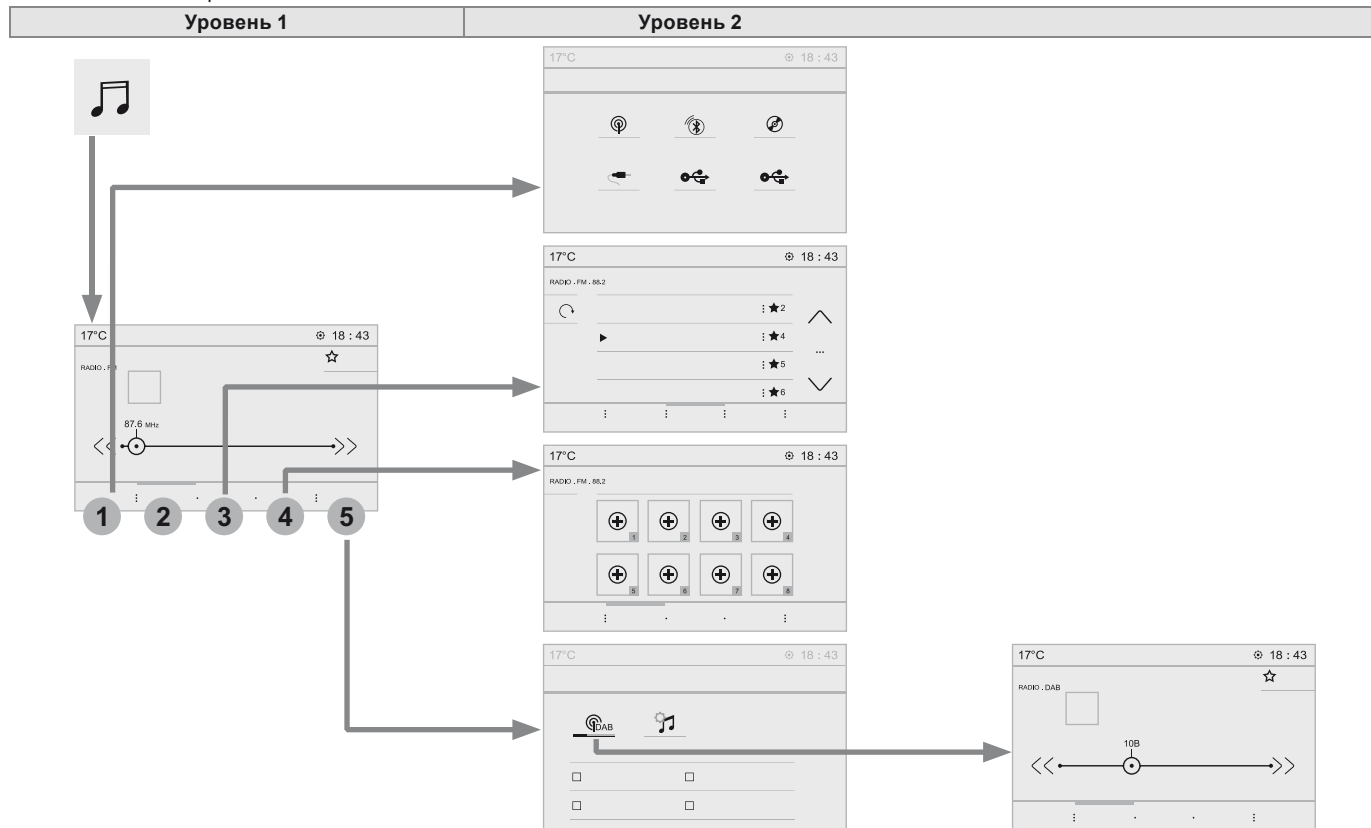 Уровень 1
Уровень 2
17°C 18 : 43
17°C 18 : 43
RADIO . FM . 88.2
2
4
...
5
6
17°C 18 : 43
RADIO . FM
87.6 MHz
1 2 3 4 5
17°C 18 : 43
RADIO . FM . 88.2
1 2 3 4
5 6 7 8
17°C 18 : 43
DAB
17°C 18 : 43
RADIO . DAB
10B